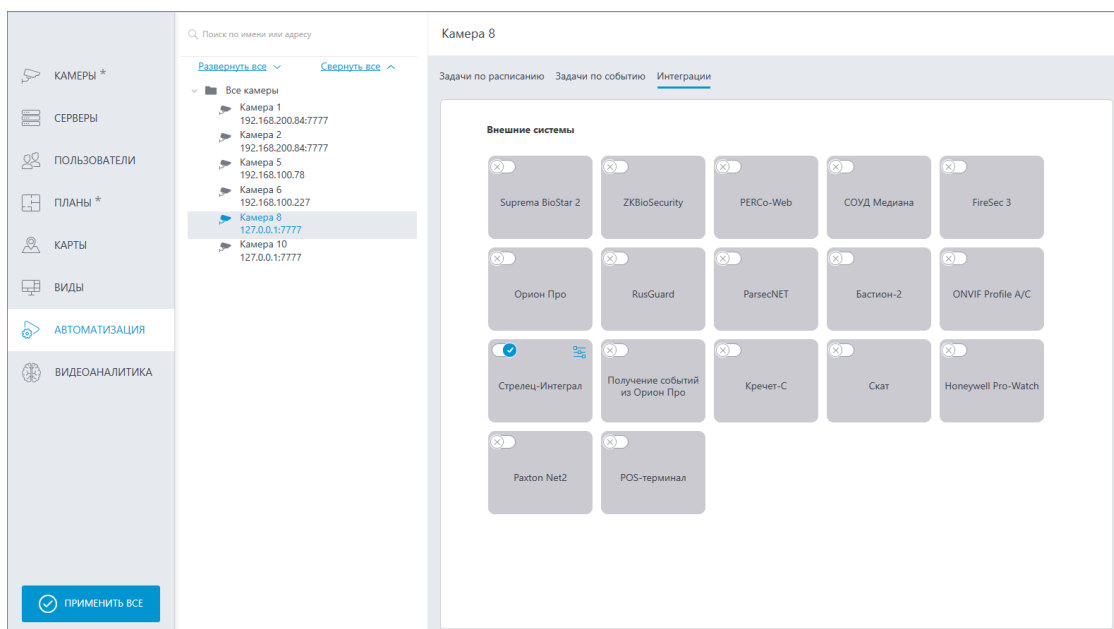 КАМЕРЫ *
СЕРВЕРЫ
ПОЛЬЗОВАТЕЛИ
ПЛАНЫ *
КАРТЫ
ВИДЫ
АВТОМАТИЗАЦИЯ
ВИДЕОАНАЛИТИКА
ПРИМЕНИТЬ ВСЕ
Поиск по имени или адресу
Развернуть все Свернуть все
Все камеры
Камера 1
192.168.200.84:7777
Камера 2
192.168.200.84:7777
Камера 5
192.168.100.78
Камера 6
192.168.100.227
Камера 8
127.0.0.1:7777
Камера 10
127.0.0.1:7777
Камера 8
Задачи по расписанию Задачи по событию Интеграции
Внешние системы
Suprema BioStar 2
ZKBioSecurity
PERCo-Web
СОУД Медиана
FireSec 3
Орион Про
RusGuard
ParsecNET
Бастион-2
ONVIF Profile A/C
Стрелец-Интеграл
Получение событий
из Орион Про
Кречет-С
Скат
Honeywell Pro-Watch
Paxton Net2
POS-терминал